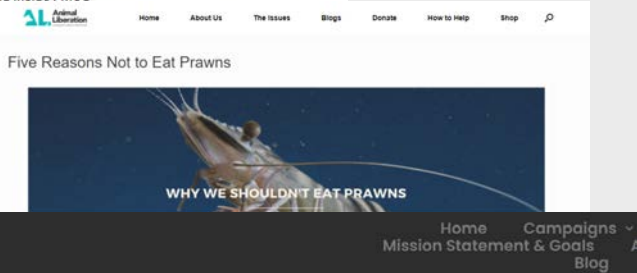 Animal
Liberation
Home About Us The Issues Blogs Donate How to Help Shop
Five Reasons Not to Eat Prawns
WHY WE SHOULDN'T EAT PRAWNS
Home Campaigns
Mission Statement & Goals
Blog